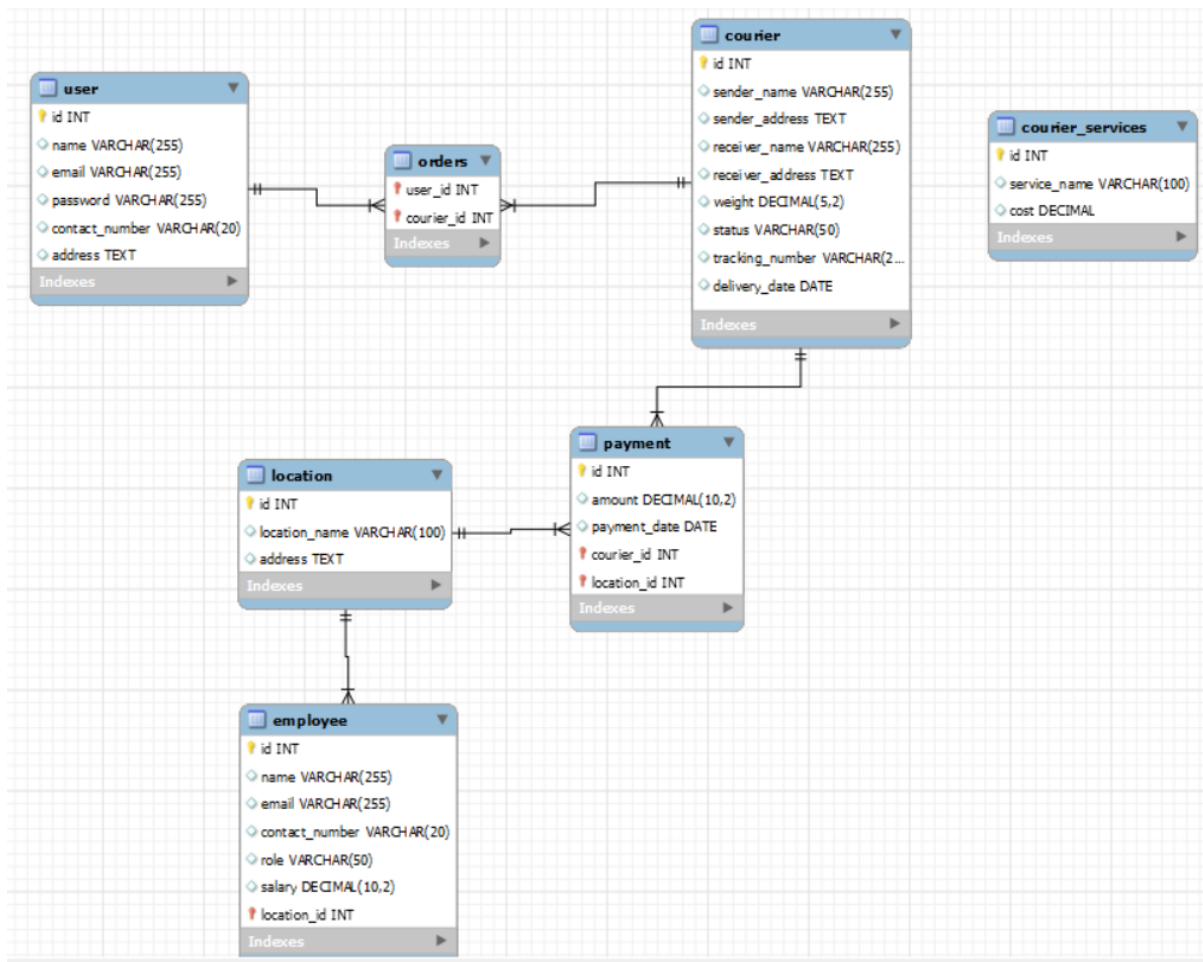 user
id INT
name VARCHAR(255)
email VARCHAR(255)
password VARCHAR(255)
contact_number VARCHAR(20)
address TEXT
Indexes
orders
user_id INT
courier_id INT
Indexes
courier
id INT
sender_name VARCHAR(255)
sender_address TEXT
receiver_name VARCHAR(255)
receiver_address TEXT
weight DECIMAL(5,2)
status VARCHAR(50)
tracking_number VARCHAR(2...
delivery_date DATE
Indexes
courier_services
id INT
service_name VARCHAR(100)
cost DECIMAL
Indexes
payment
id INT
amount DECIMAL(10,2)
payment_date DATE
courier_id INT
location_id INT
Indexes
location
id INT
location_name VARCHAR(100)
address TEXT
Indexes
employee
id INT
name VARCHAR(255)
email VARCHAR(255)
contact_number VARCHAR(20)
role VARCHAR(50)
salary DECIMAL(10,2)
location_id INT
Indexes